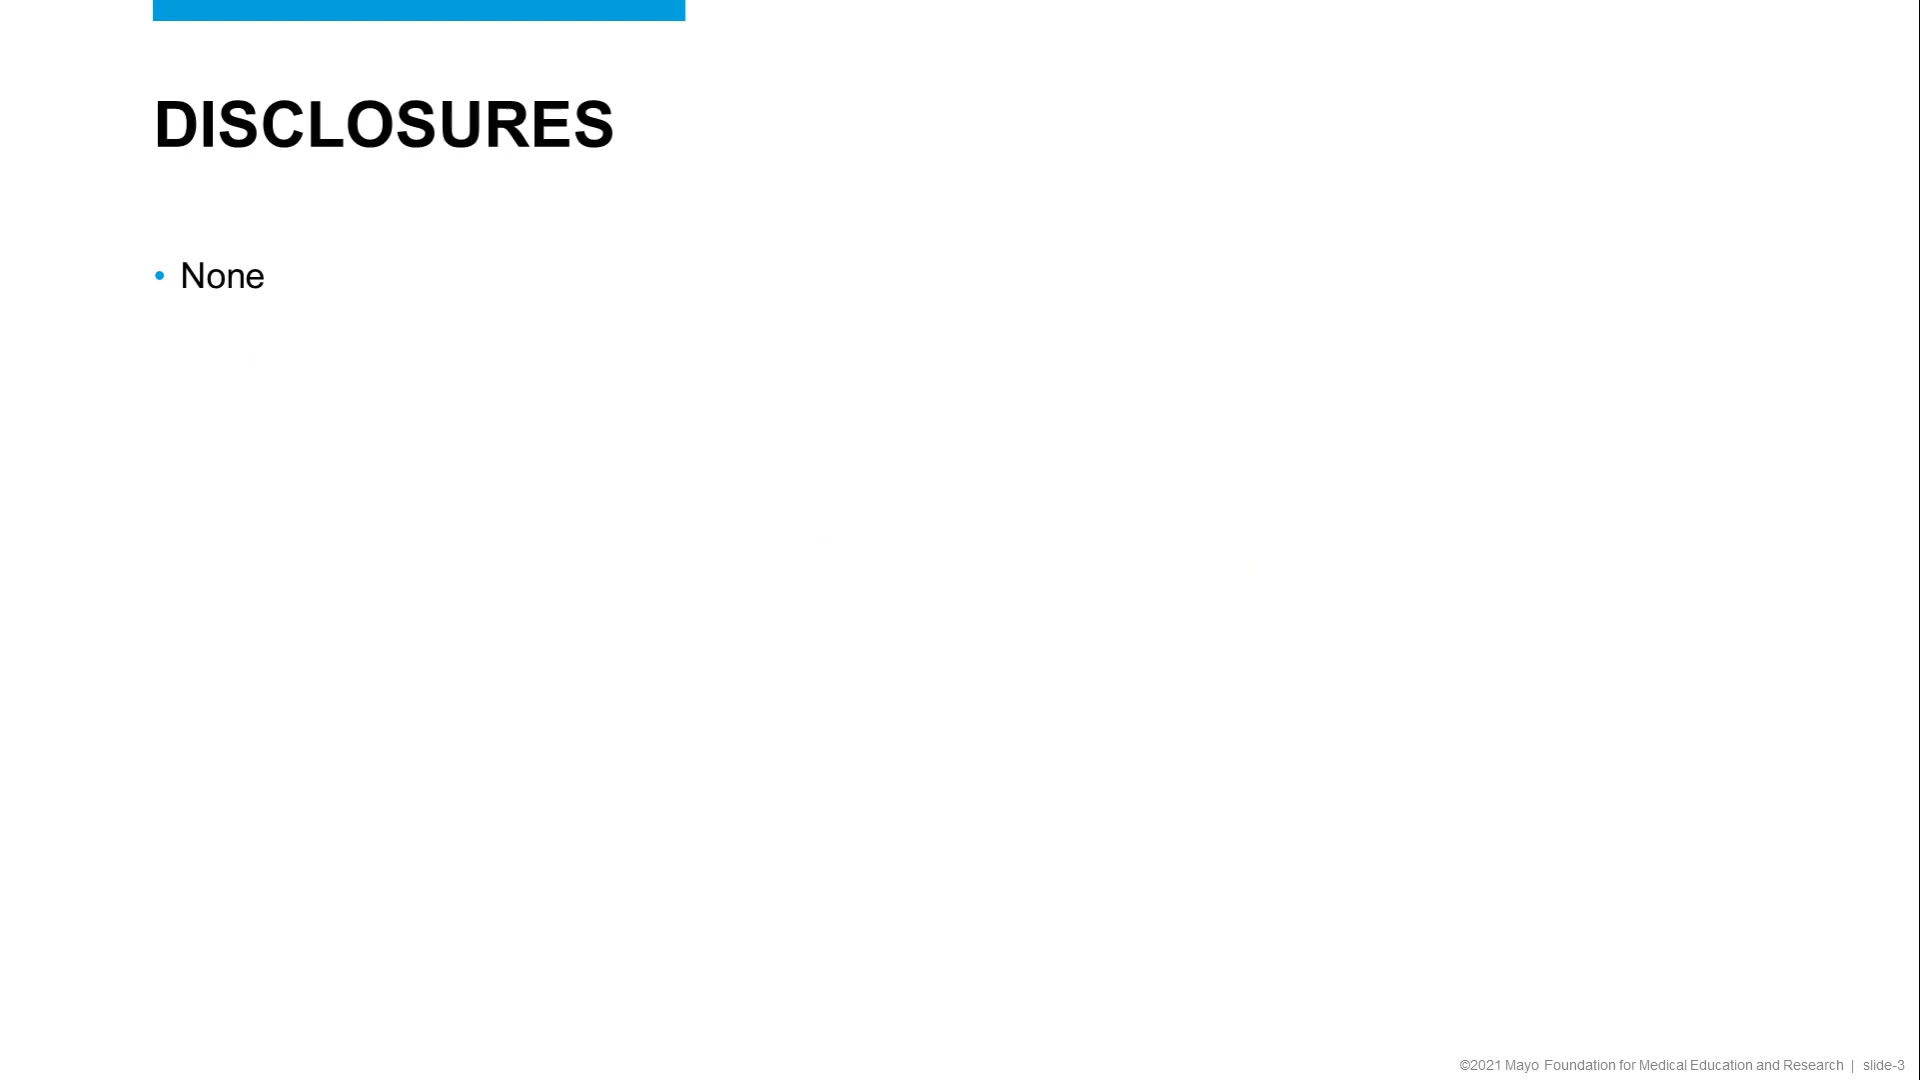 DISCLOSURES
• None
©2021 Mayo Foundation for Medical Education and Research | slide-3